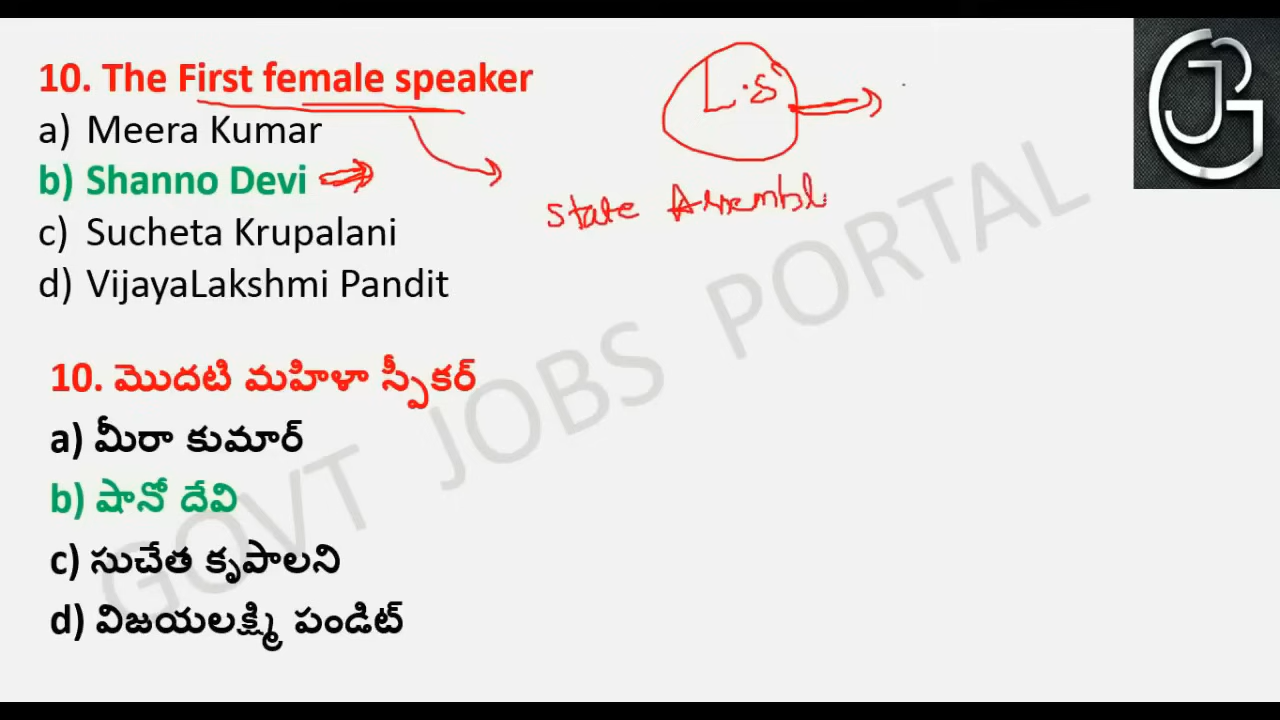 10. The First female speaker
a) Meera Kumar
b) Shanno Devi
c) Sucheta Krupalani
d) VijayaLakshmi Pandit
L.S
State Assembl
10. మొదటి మహిళా స్పీకర్
a) మీరా కుమార్
b) షానో దేవి
c) సుచేత కృపాలని
d) విజయలక్ష్మి పండిట్
GOVT JOBS PORTAL
GJ